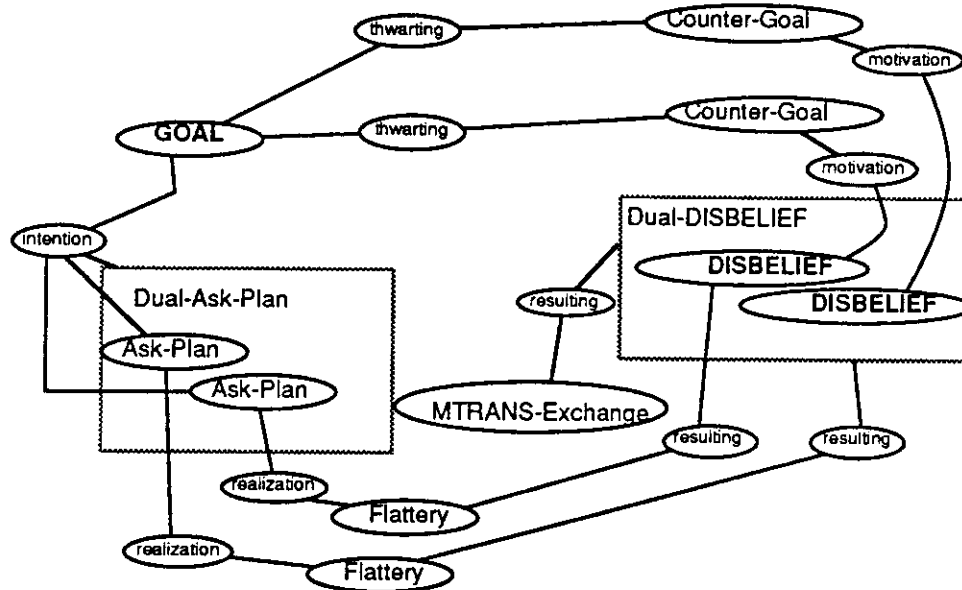 thwarting
Counter-Goal
motivation
GOAL
thwarting
Counter-Goal
motivation
Dual-DISBELIEF
intention
DISBELIEF
Dual-Ask-Plan
resulting
DISBELIEF
Ask-Plan
Ask-Plan
MTRANS-Exchange
resulting
resulting
realization
Flattery
realization
Flattery